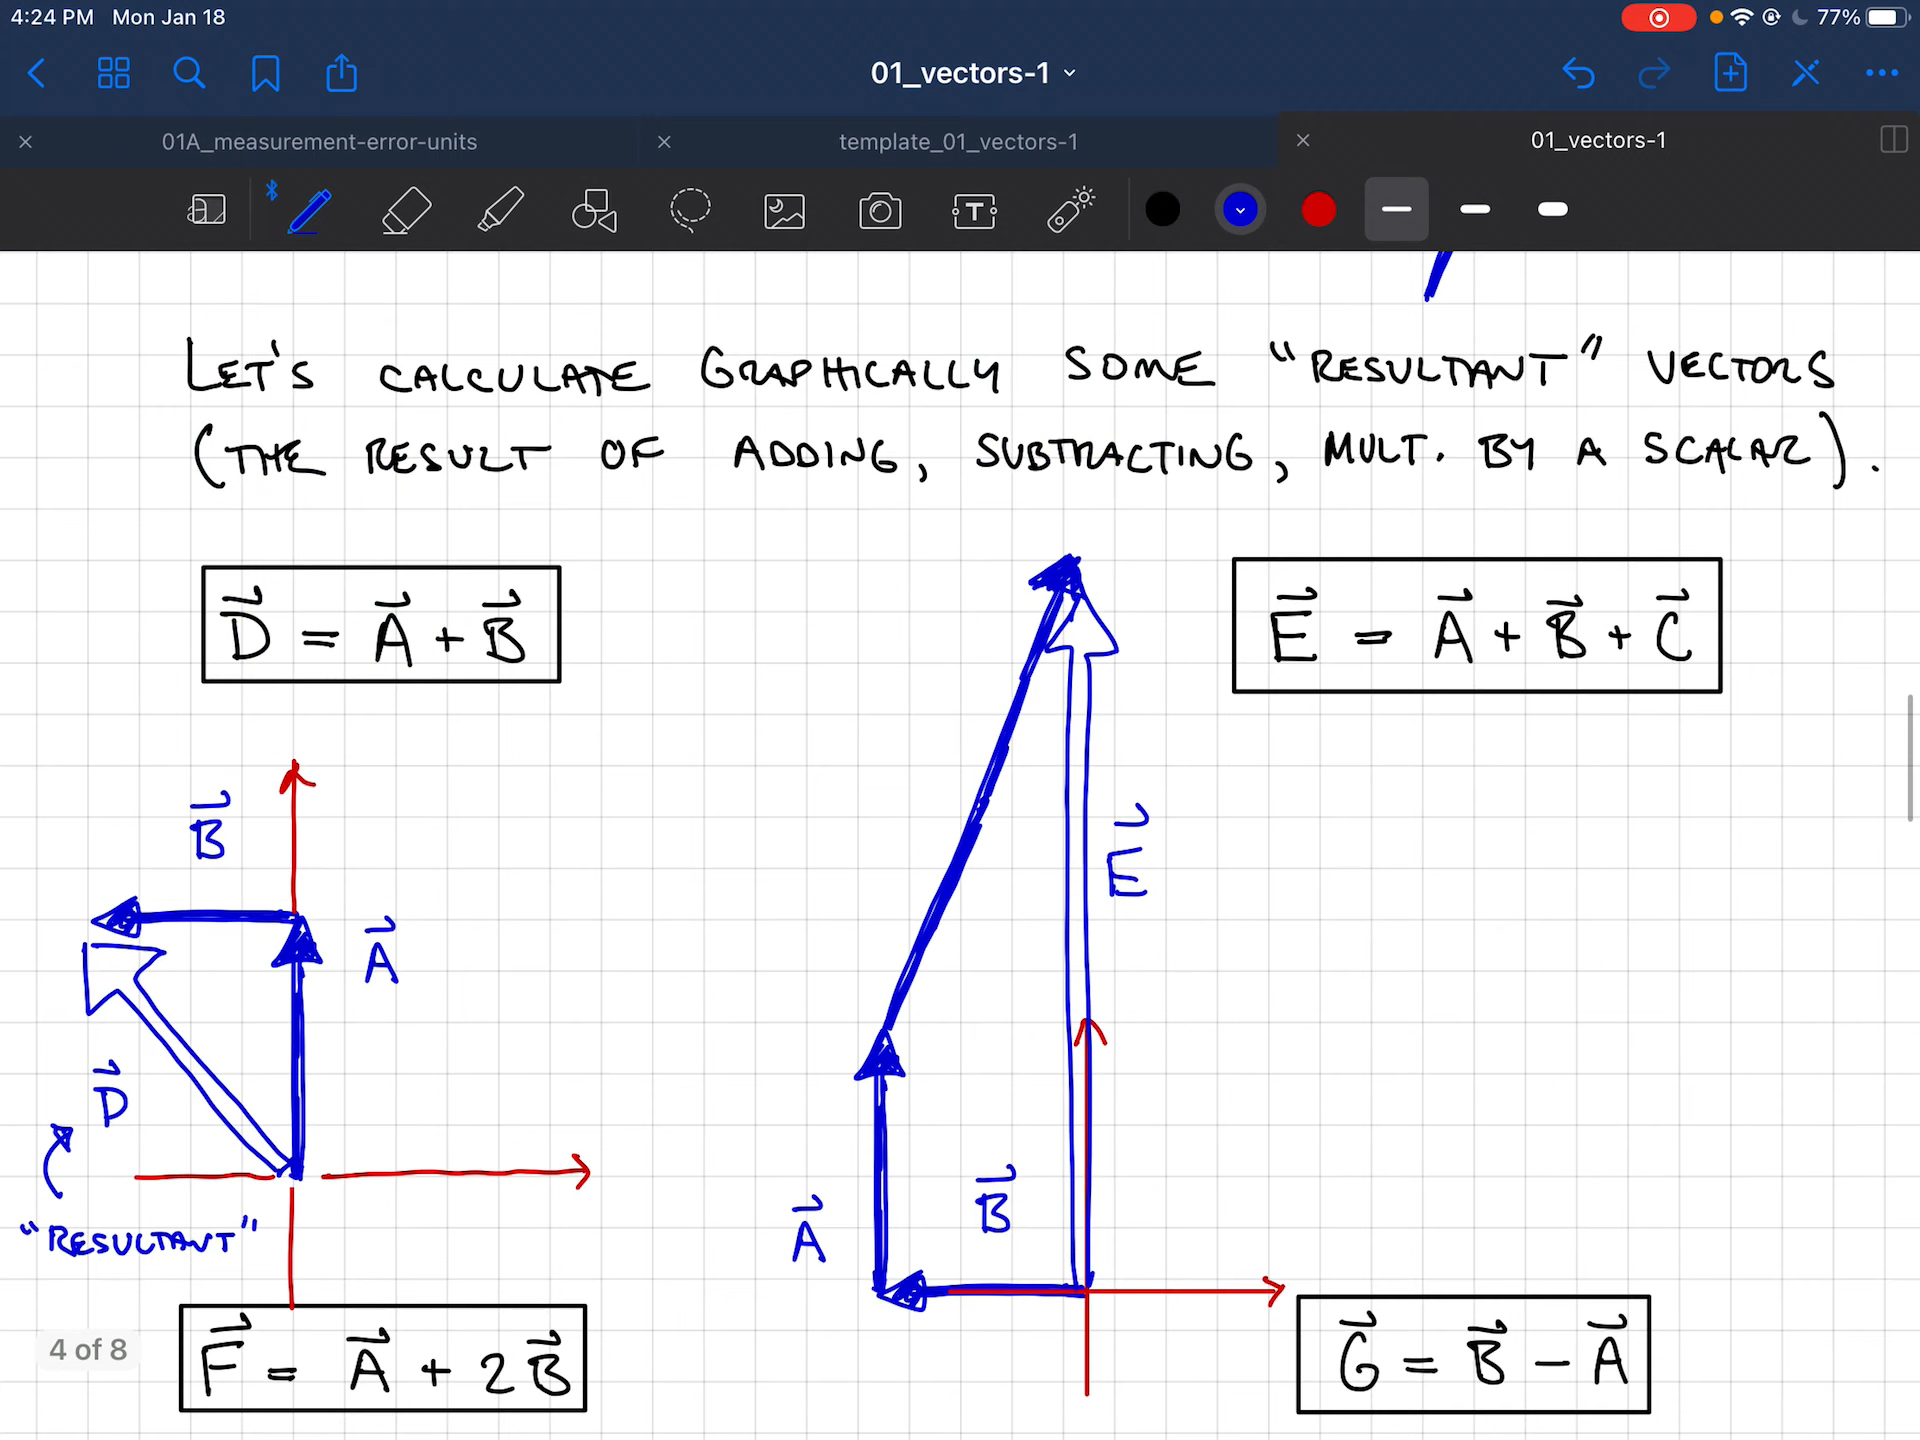 4:24 PM Mon Jan 18
77%
01_vectors-1
01A_measurement-error-units
template_01_vectors-1
01_vectors-1
T
LET'S CALCULATE GRAPHICALLY SOME "RESULTANT" VECTORS
(THE RESULT OF ADDING, SUBTRACTING, MULT. BY A SCALAR).
D⃗ = A⃗ + B⃗
E⃗ = A⃗ + B⃗ + C⃗
B⃗
A⃗
D⃗
"RESULTANT"
E⃗
B⃗
A⃗
4 of 8
F⃗ = A⃗ + 2B⃗
G⃗ = B⃗ − A⃗